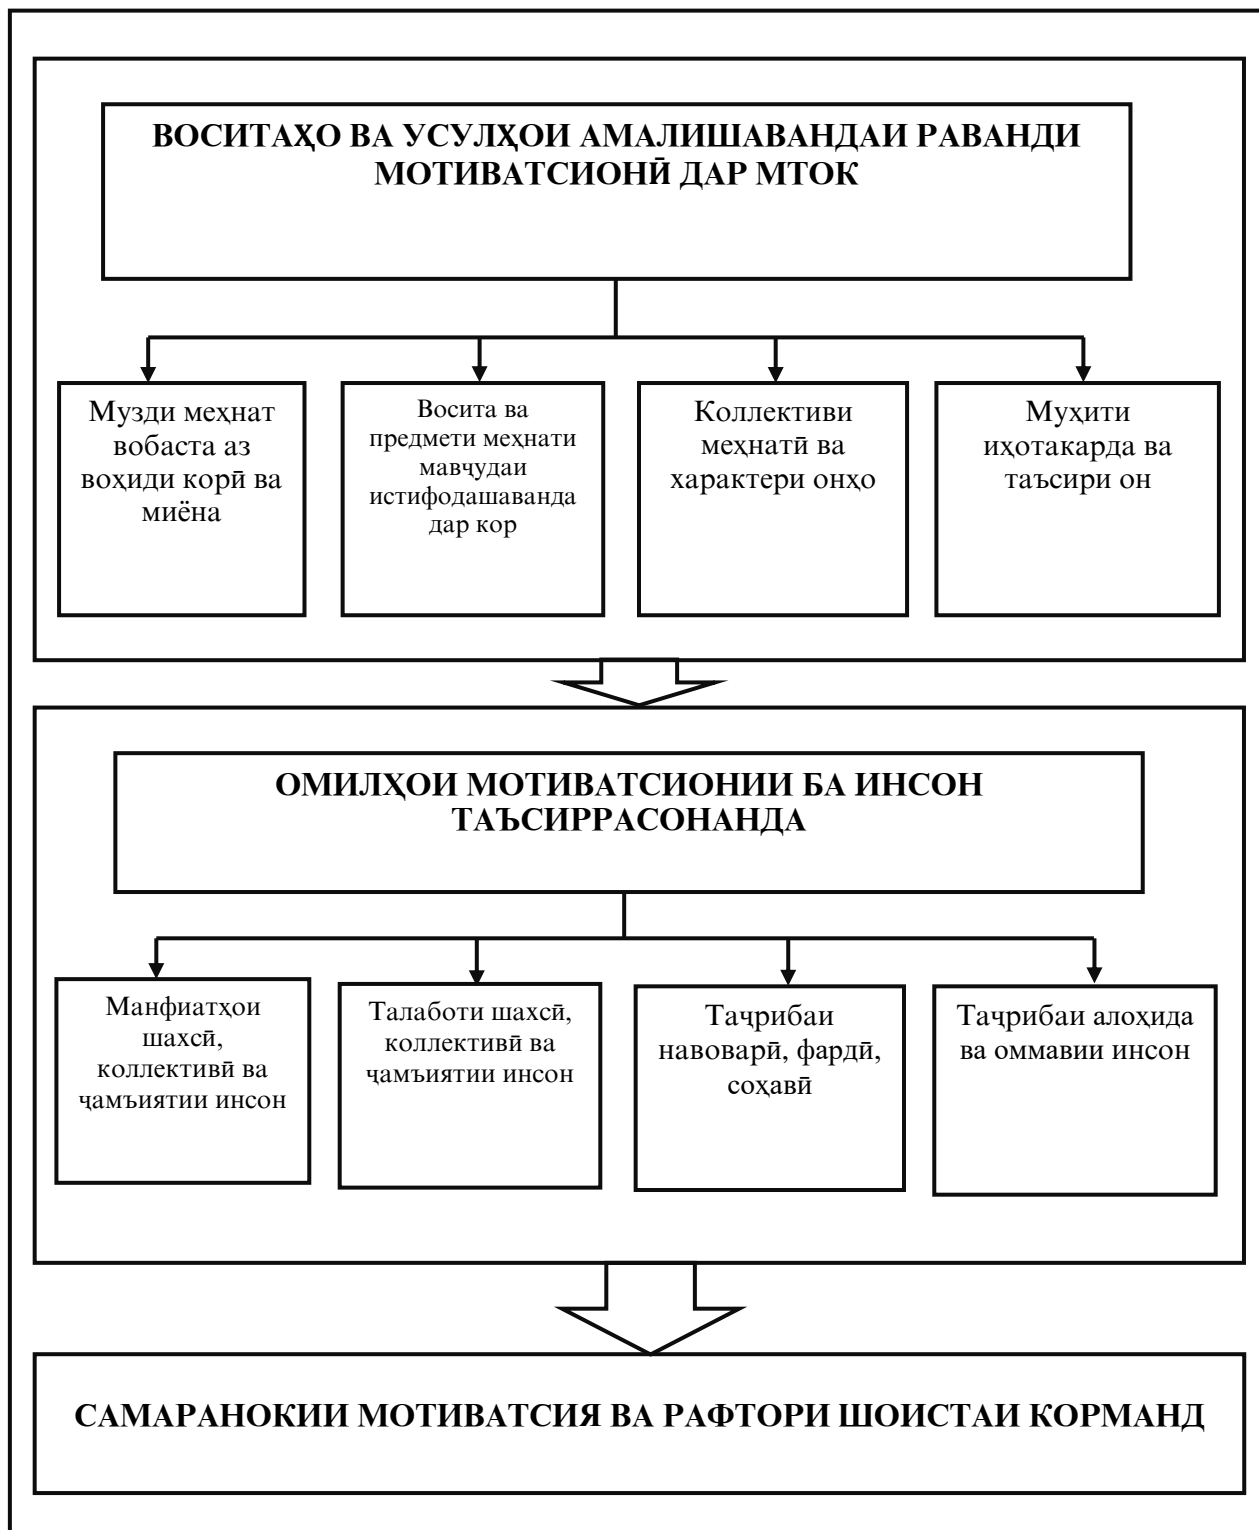 ВОСИТАҲО ВА УСУЛҲОИ АМАЛИШАВАНДАИ РАВАНДИ
МОТИВАТСИОНӢ ДАР МТОК
Музди меҳнат
вобаста аз
воҳиди корӣ ва
миёна
Восита ва
предмети меҳнати
мавҷудаи
истифодашаванда
дар кор
Коллективи
меҳнатӣ ва
характери онҳо
Муҳити
иҳотакарда ва
таъсири он
ОМИЛҲОИ МОТИВАТСИОНИИ БА ИНСОН
ТАЪСИРРАСОНАНДА
Манфиатҳои
шахсӣ,
коллективӣ ва
ҷамъиятии инсон
Талаботи шахсӣ,
коллективӣ ва
ҷамъиятии инсон
Таҷрибаи
навоварӣ, фардӣ,
соҳавӣ
Таҷрибаи алоҳида
ва оммавии инсон
САМАРАНОКИИ МОТИВАТСИЯ ВА РАФТОРИ ШОИСТАИ КОРМАНД